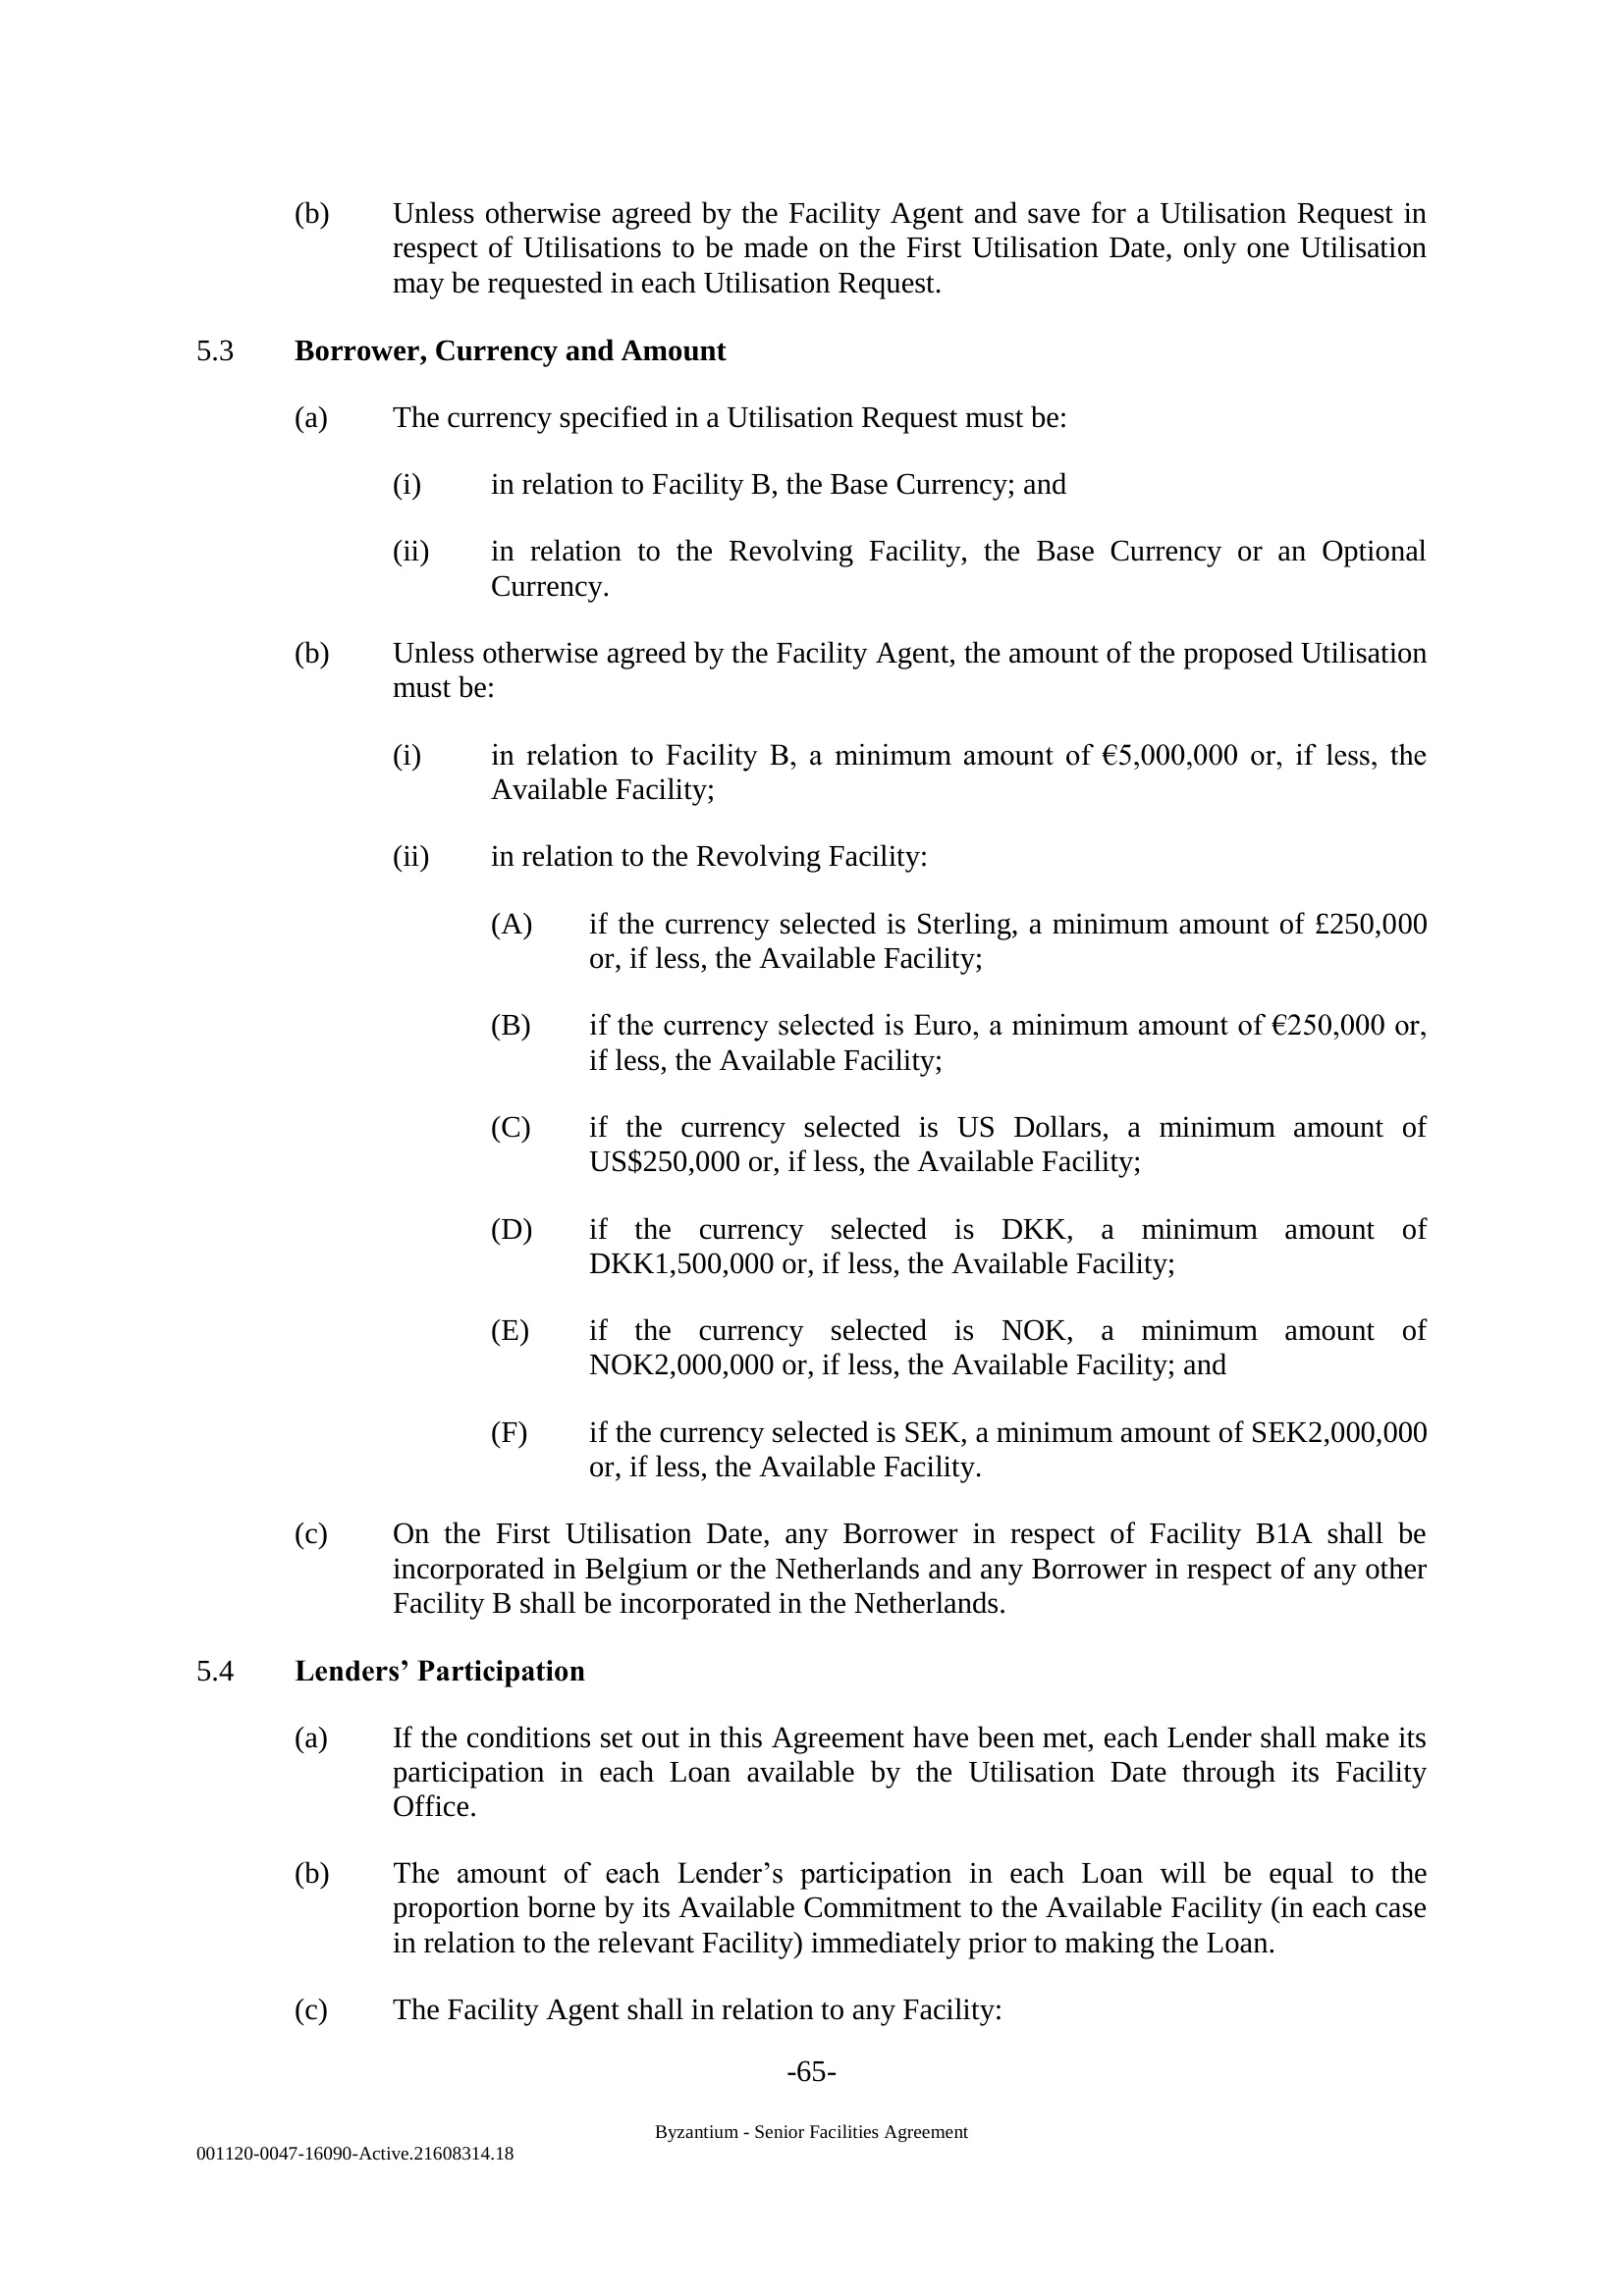 (b) Unless otherwise agreed by the Facility Agent and save for a Utilisation Request in
respect of Utilisations to be made on the First Utilisation Date, only one Utilisation
may be requested in each Utilisation Request.
5.3 Borrower, Currency and Amount
(a) The currency specified in a Utilisation Request must be:
(i) in relation to Facility B, the Base Currency; and
(ii) in relation to the Revolving Facility, the Base Currency or an Optional
Currency.
(b) Unless otherwise agreed by the Facility Agent, the amount of the proposed Utilisation
must be:
(i) in relation to Facility B, a minimum amount of €5,000,000 or, if less, the
Available Facility;
(ii) in relation to the Revolving Facility:
(A) if the currency selected is Sterling, a minimum amount of £250,000
or, if less, the Available Facility;
(B) if the currency selected is Euro, a minimum amount of €250,000 or,
if less, the Available Facility;
(C) if the currency selected is US Dollars, a minimum amount of
US$250,000 or, if less, the Available Facility;
(D) if the currency selected is DKK, a minimum amount of
DKK1,500,000 or, if less, the Available Facility;
(E) if the currency selected is NOK, a minimum amount of
NOK2,000,000 or, if less, the Available Facility; and
(F) if the currency selected is SEK, a minimum amount of SEK2,000,000
or, if less, the Available Facility.
(c) On the First Utilisation Date, any Borrower in respect of Facility B1A shall be
incorporated in Belgium or the Netherlands and any Borrower in respect of any other
Facility B shall be incorporated in the Netherlands.
5.4 Lenders’ Participation
(a) If the conditions set out in this Agreement have been met, each Lender shall make its
participation in each Loan available by the Utilisation Date through its Facility
Office.
(b) The amount of each Lender’s participation in each Loan will be equal to the
proportion borne by its Available Commitment to the Available Facility (in each case
in relation to the relevant Facility) immediately prior to making the Loan.
(c) The Facility Agent shall in relation to any Facility:
-65-
Byzantium - Senior Facilities Agreement
001120-0047-16090-Active.21608314.18